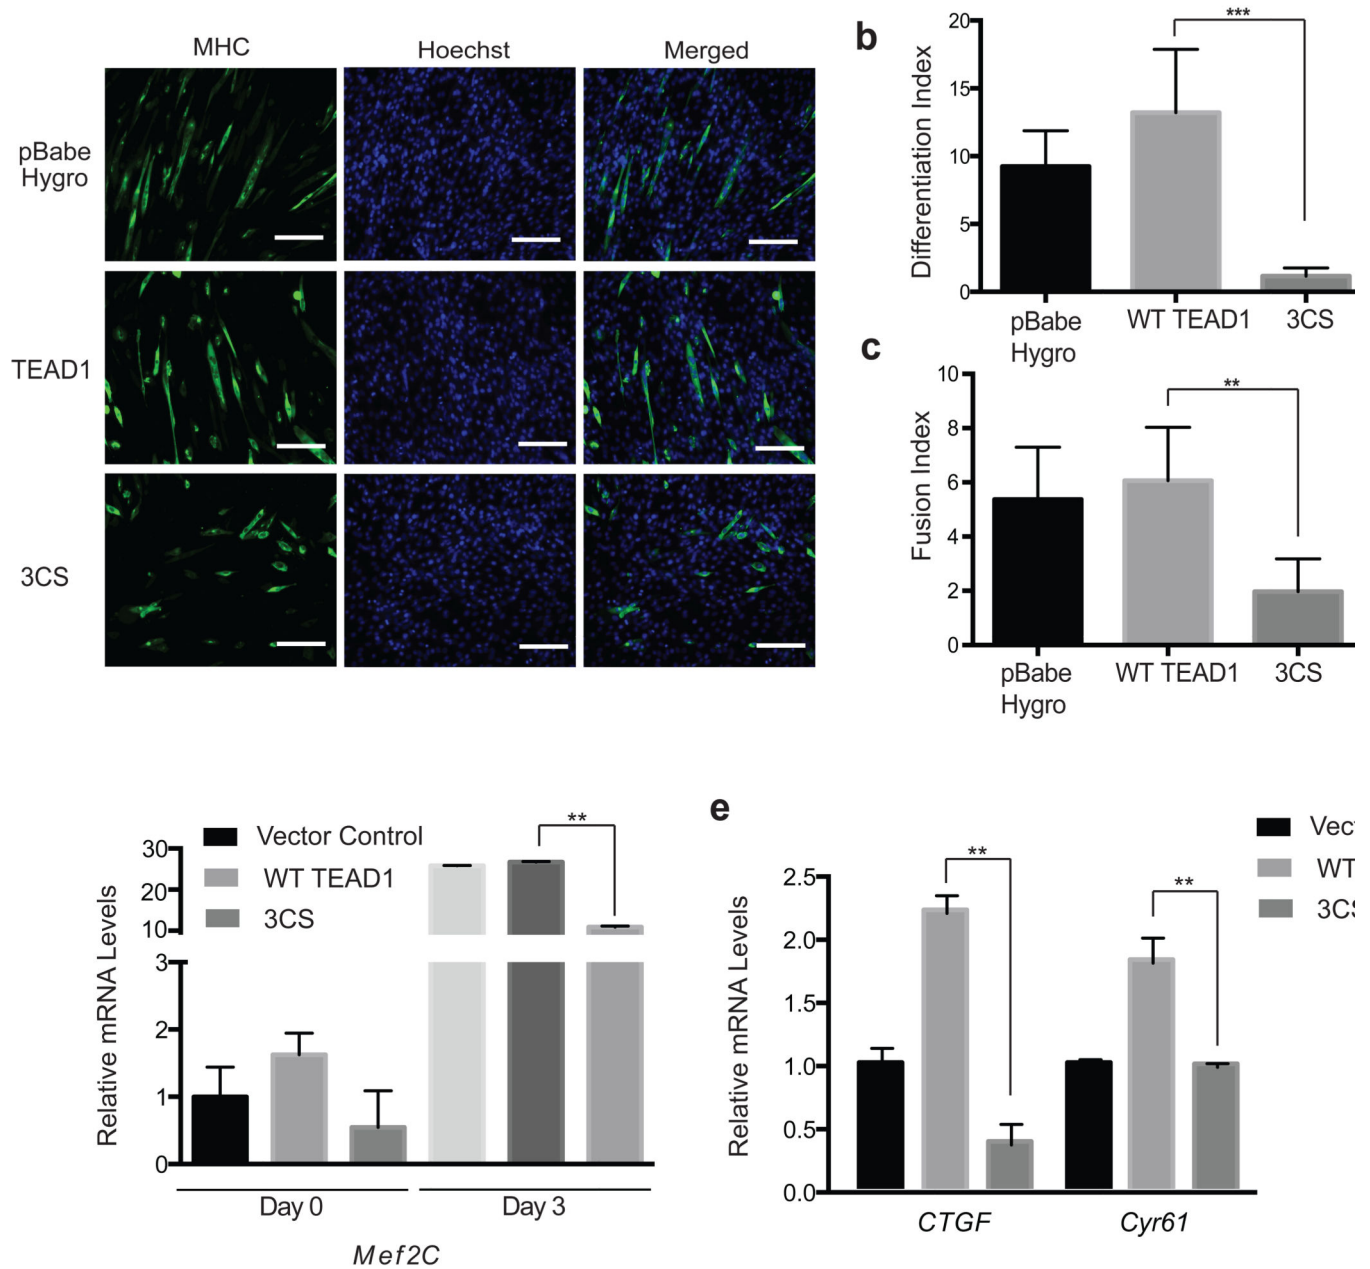 MHC
Hoechst
Merged
pBabe
Hygro
TEAD1
3CS
b
Differentiation Index
20
15
10
5
0
***
pBabe
Hygro
WT TEAD1
3CS
c
Fusion Index
10
8
6
4
2
0
**
pBabe
Hygro
WT TEAD1
3CS
Relative mRNA Levels
30
20
10
3
2
1
0
Vector Control
WT TEAD1
3CS
**
Day 0
Day 3
Mef2C
e
Relative mRNA Levels
2.5
2.0
1.5
1.0
0.5
0.0
**
**
CTGF
Cyr61
WT